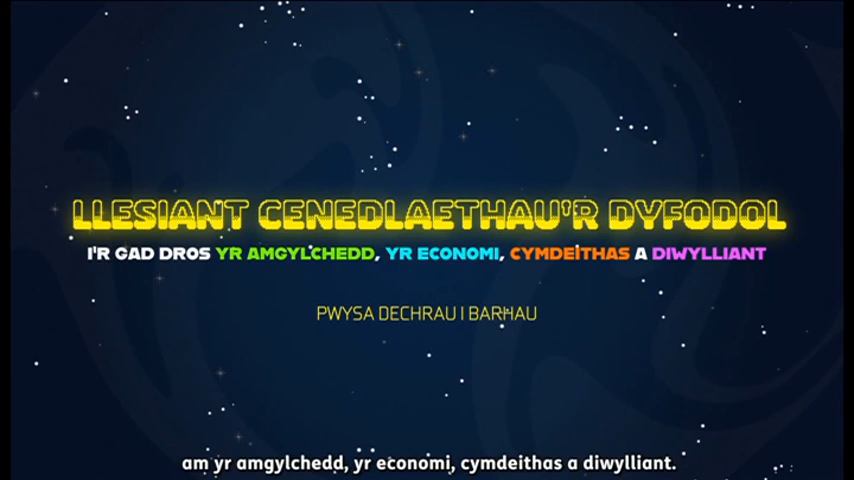 LLESIANT CENEDLAETHAU'R DYFODOL
I'R GAD DROS YR AMGYLCHEDD, YR ECONOMI, CYMDEITHAS A DIWYLLIANT
PWYSA DECHRAU I BARHAU
am yr amgylchedd, yr economi, cymdeithas a diwylliant.